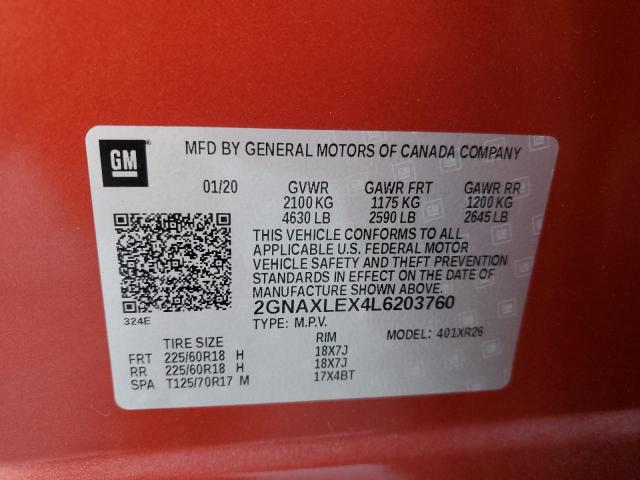 GM
MFD BY GENERAL MOTORS OF CANADA COMPANY
01/20 GVWR GAWR FRT GAWR RR
2100 KG 1175 KG 1200 KG
4630 LB 2590 LB 2645 LB
THIS VEHICLE CONFORMS TO ALL
APPLICABLE U.S. FEDERAL MOTOR
VEHICLE SAFETY AND THEFT PREVENTION
STANDARDS IN EFFECT ON THE DATE OF
MANUFACTURE SHOWN ABOVE.
2GNAXLEX4L6203760
324E
TYPE: M.P.V. MODEL: 401XR26
TIRE SIZE RIM
FRT 225/60R18 H 18X7J
RR 225/60R18 H 18X7J
SPA T125/70R17 M 17X4BT